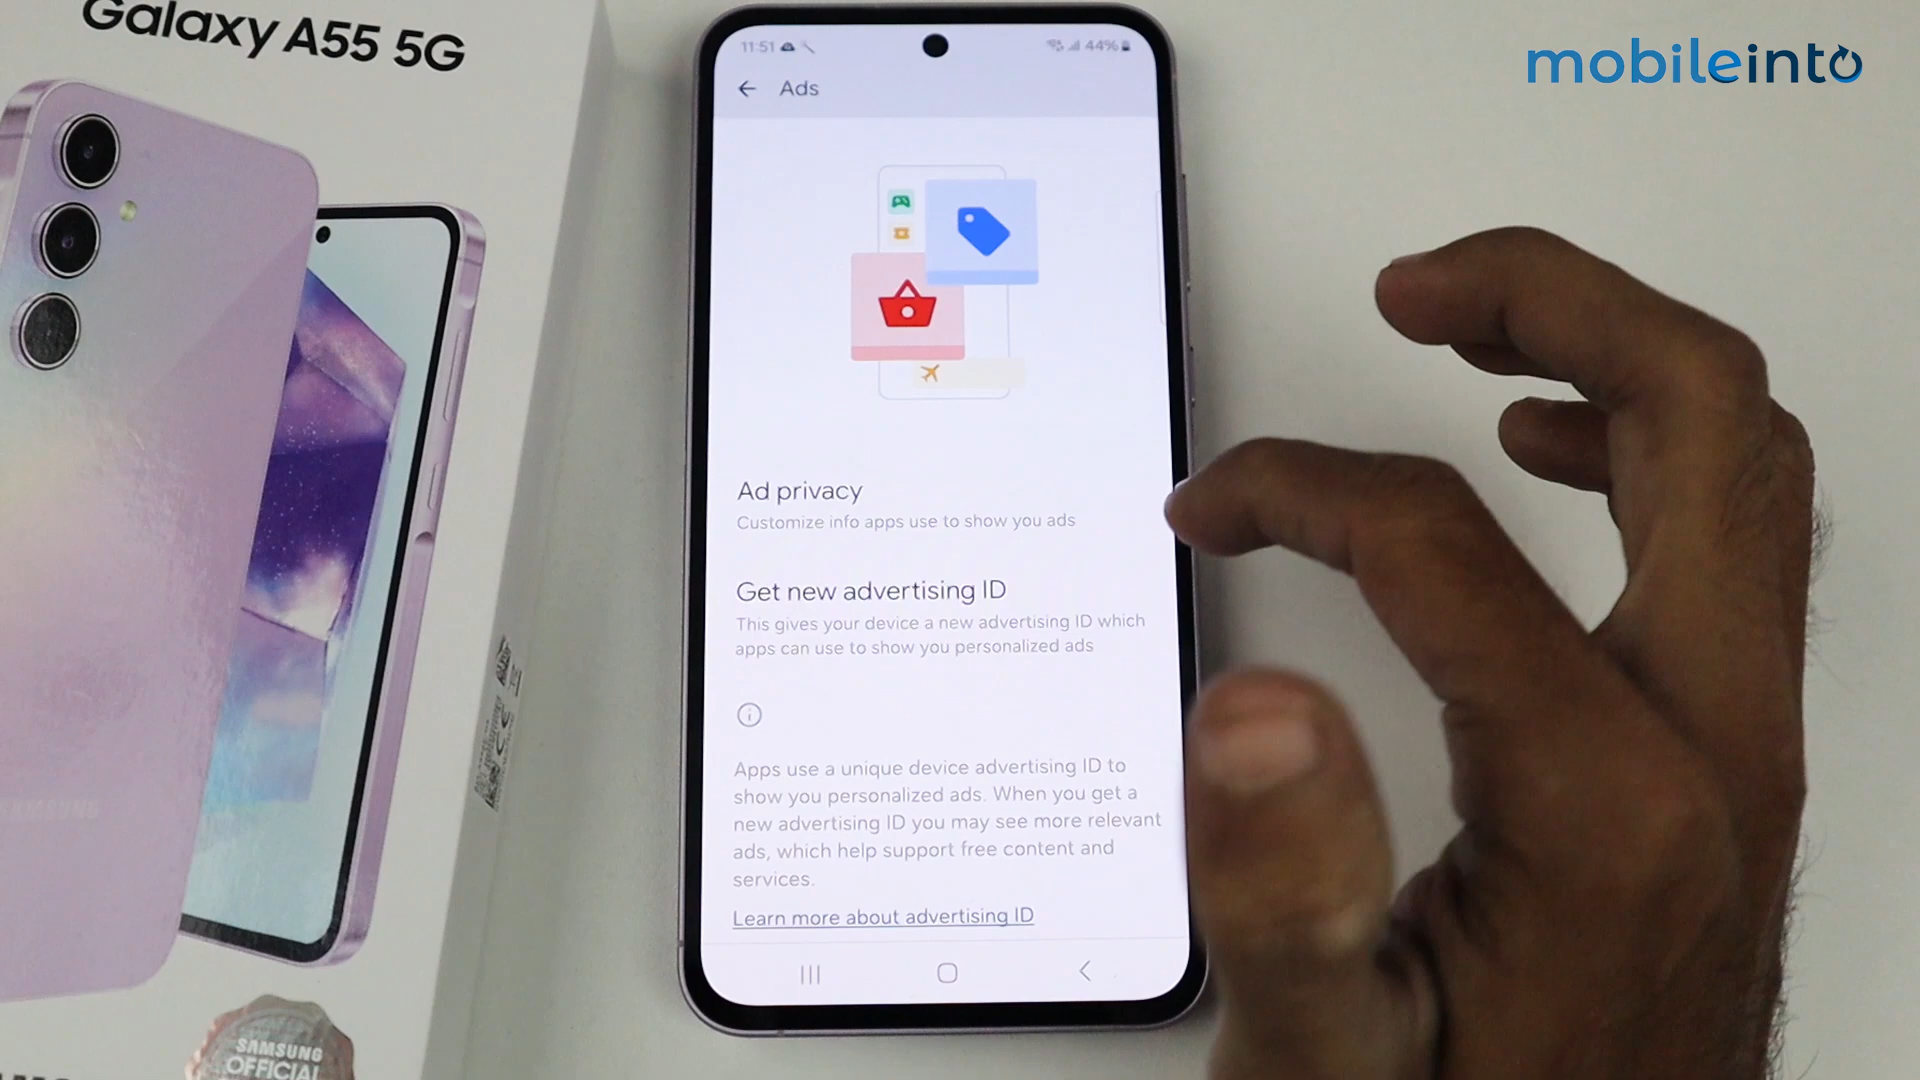 Galaxy A55 5G
mobileinto
11:51
44%
Ads
Ad privacy
Customize info apps use to show you ads
Get new advertising ID
This gives your device a new advertising ID which
apps can use to show you personalized ads
Apps use a unique device advertising ID to
show you personalized ads. When you get a
new advertising ID you may see more relevant
ads, which help support free content and
services.
Learn more about advertising ID
SAMSUNG
SAMSUNG
OFFICIAL